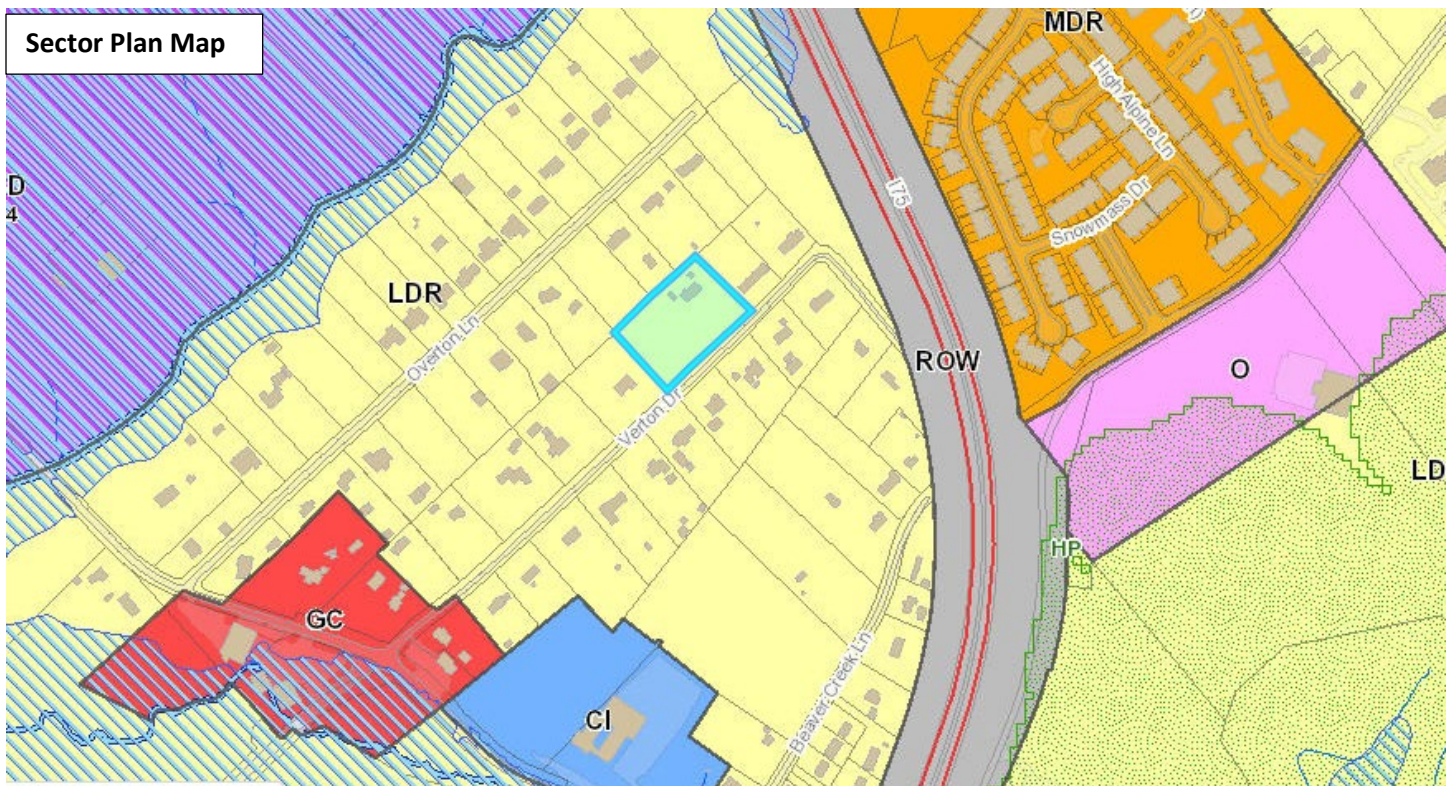 Sector Plan Map
MDR
High Alpine Ln
D
4
I75
Snowmass Dr
LDR
Overton Ln
ROW
O
Verton Dr
LD
HP
GC
Beaver Creek Ln
CI